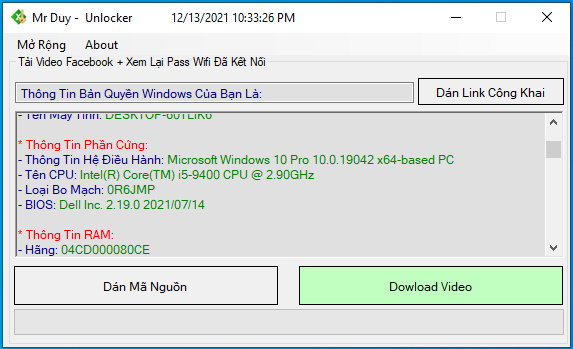 Mr Duy - Unlocker 12/13/2021 10:33:26 PM
Mở Rộng About
Tải Video Facebook + Xem Lại Pass Wifi Đã Kết Nối
Thông Tin Bản Quyền Windows Của Bạn Là:
Dán Link Công Khai
- Tên Máy Tính: DESKTOP-60TLIK6
* Thông Tin Phần Cứng:
- Thông Tin Hệ Điều Hành: Microsoft Windows 10 Pro 10.0.19042 x64-based PC
- Tên CPU: Intel(R) Core(TM) i5-9400 CPU @ 2.90GHz
- Loại Bo Mạch: 0R6JMP
- BIOS: Dell Inc. 2.19.0 2021/07/14
* Thông Tin RAM:
- Hãng: 04CD000080CE
Dán Mã Nguồn
Dowload Video